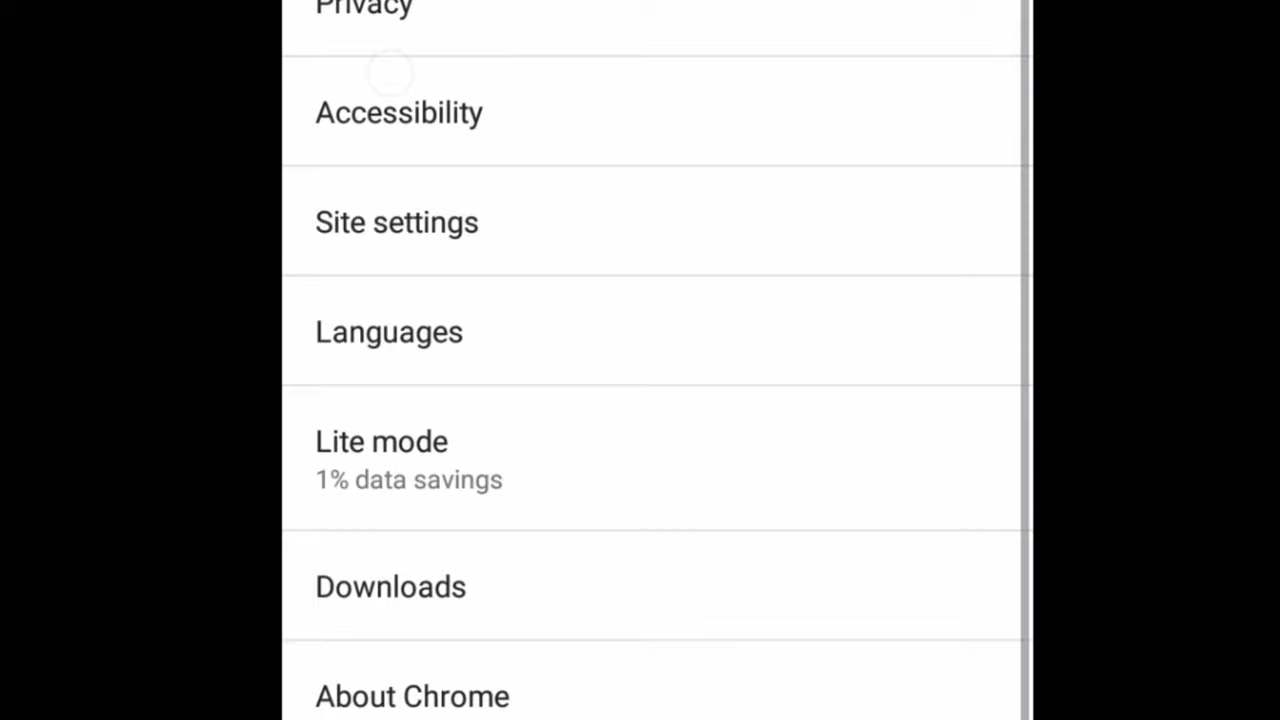 Privacy
Accessibility
Site settings
Languages
Lite mode
1% data savings
Downloads
About Chrome